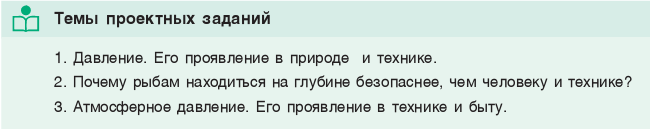 Темы проектных заданий
1. Давление. Его проявление в природе и технике.
2. Почему рыбам находиться на глубине безопаснее, чем человеку и технике?
3. Атмосферное давление. Его проявление в технике и быту.